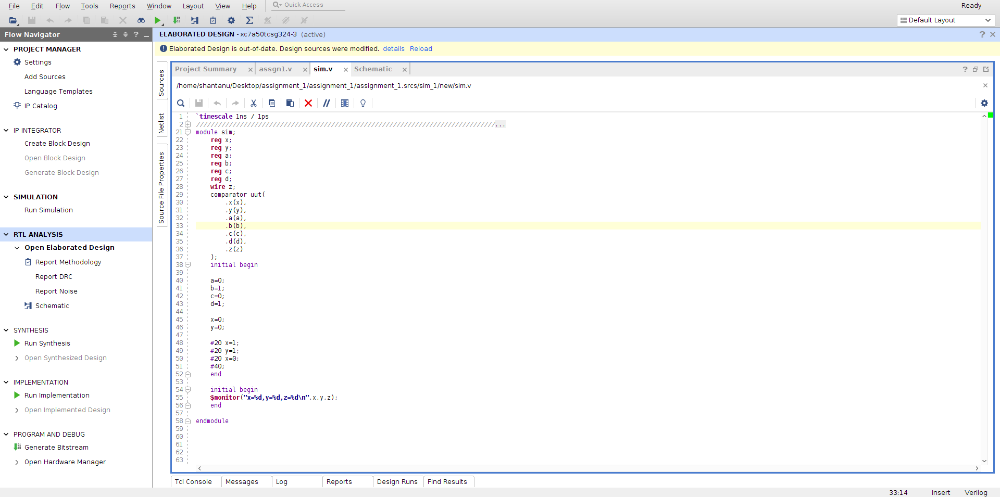 File Edit Flow Tools Reports Window Layout View Help Quick Access Ready
Default Layout
Flow Navigator
PROJECT MANAGER
Settings
Add Sources
Language Templates
IP Catalog
IP INTEGRATOR
Create Block Design
Open Block Design
Generate Block Design
SIMULATION
Run Simulation
RTL ANALYSIS
Open Elaborated Design
Report Methodology
Report DRC
Report Noise
Schematic
SYNTHESIS
Run Synthesis
Open Synthesized Design
IMPLEMENTATION
Run Implementation
Open Implemented Design
PROGRAM AND DEBUG
Generate Bitstream
Open Hardware Manager
ELABORATED DESIGN - xc7a50tcsg324-3 (active)
Elaborated Design is out-of-date. Design sources were modified. details Reload
Sources
Netlist
Source File Properties
Project Summary assgn1.v sim.v Schematic
/home/shantanu/Desktop/assignment_1/assignment_1/assignment_1.srcs/sim_1/new/sim.v
1 `timescale 1ns / 1ps
2 //////////////////////////////////////////////////////////////////////////////////...
21 module sim;
22 reg x;
23 reg y;
24 reg a;
25 reg b;
26 reg c;
27 reg d;
28 wire z;
29 comparator uut(
30 .x(x),
31 .y(y),
32 .a(a),
33 .b(b),
34 .c(c),
35 .d(d),
36 .z(z)
37 );
38 initial begin
39
40 a=0;
41 b=1;
42 c=0;
43 d=1;
44
45 x=0;
46 y=0;
47
48 #20 x=1;
49 #20 y=1;
50 #20 x=0;
51 #40;
52 end
53
54 initial begin
55 $monitor("x=%d,y=%d,z=%d\n",x,y,z);
56 end
57
58 endmodule
59
60
61
62
63
Tcl Console Messages Log Reports Design Runs Find Results
33:14 Insert Verilog